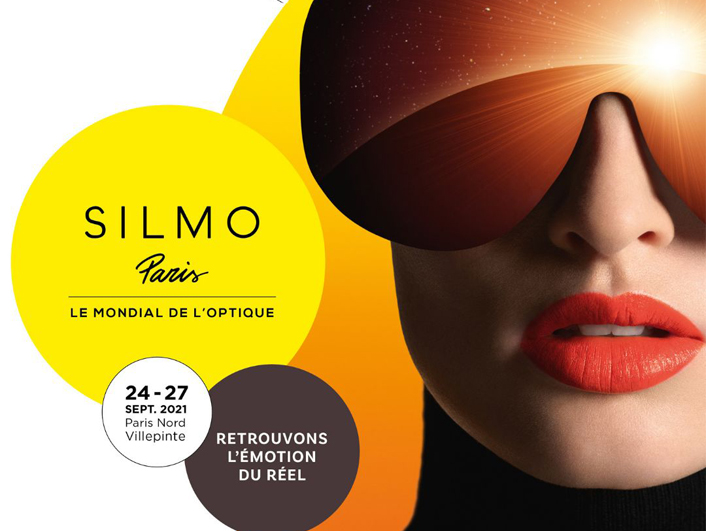 SILMO
Paris
LE MONDIAL DE L'OPTIQUE
24 - 27
SEPT. 2021
Paris Nord
Villepinte
RETROUVONS
L'ÉMOTION
DU RÉEL